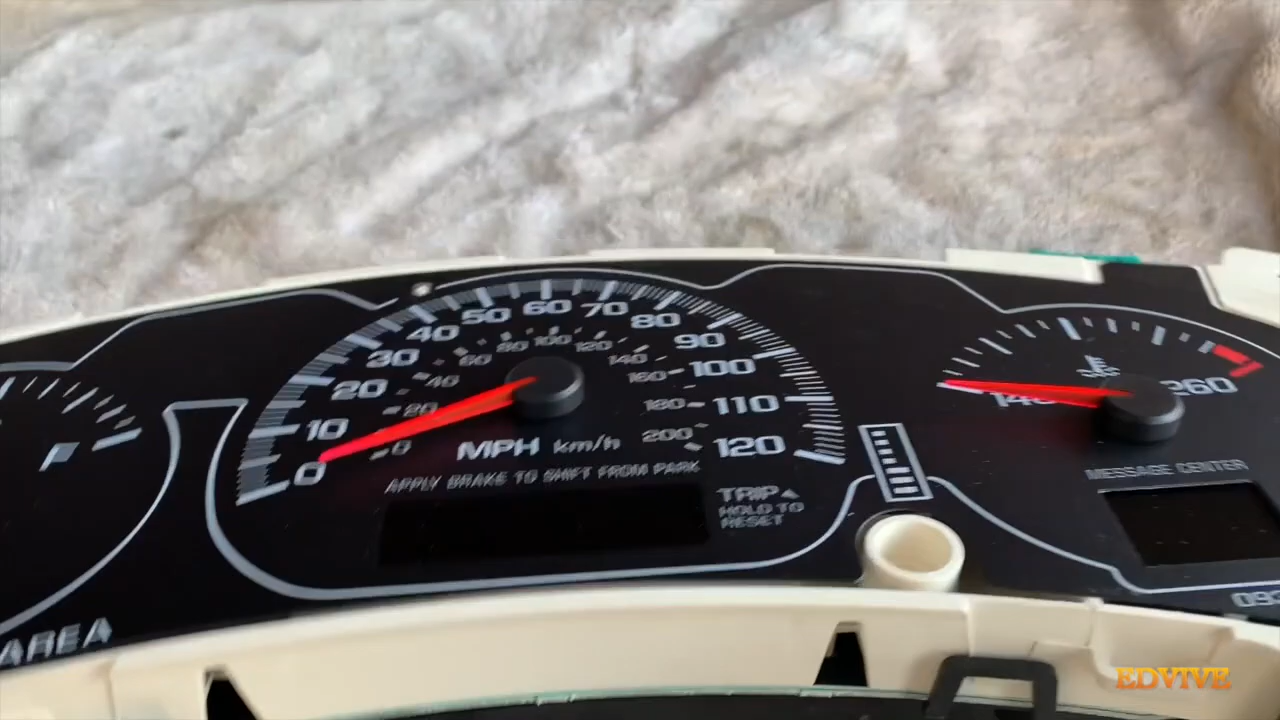 0
10
20
30
40
50
60
70
80
90
100
110
120
0
20
40
60
80
100
120
140
160
180
200
MPH km/h
APPLY BRAKE TO SHIFT FROM PARK
TRIP
HOLD TO
RESET
AREA
F
260
MESSAGE CENTER
EDVIVE